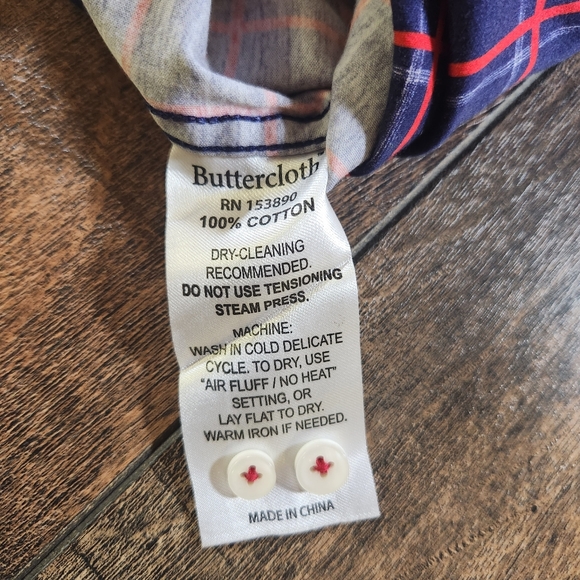 Buttercloth
RN 153890
100% COTTON
DRY-CLEANING
RECOMMENDED.
DO NOT USE TENSIONING
STEAM PRESS.
MACHINE:
WASH IN COLD DELICATE
CYCLE. TO DRY, USE
"AIR FLUFF / NO HEAT"
SETTING, OR
LAY FLAT TO DRY.
WARM IRON IF NEEDED.
MADE IN CHINA